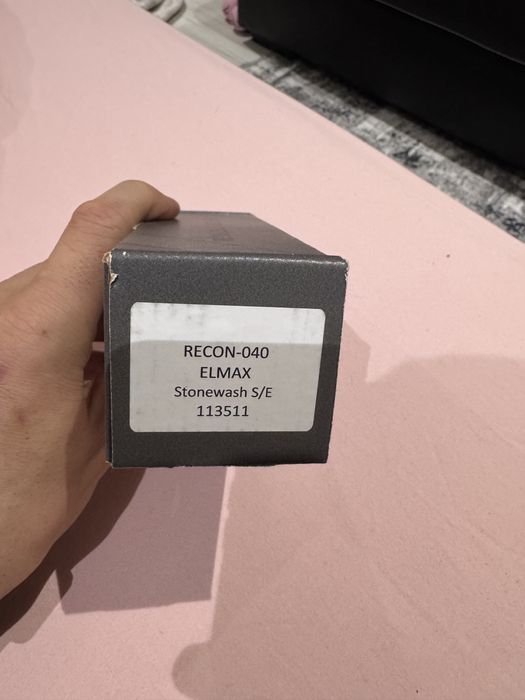 RECON-040
ELMAX
Stonewash S/E
113511